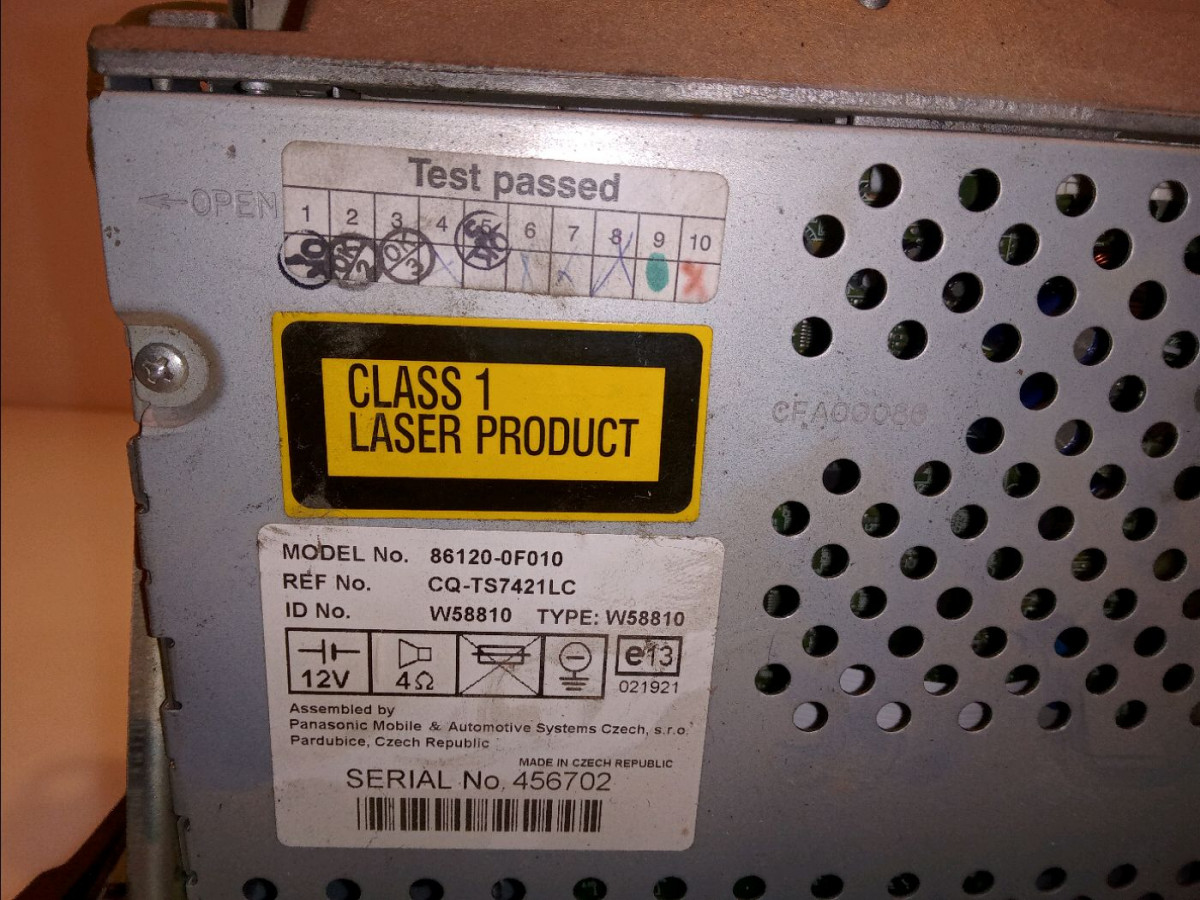 Test passed
OPEN
1 2 3 4 5 6 7 8 9 10
CLASS 1
LASER PRODUCT
MODEL No. 86120-0F010
REF No. CQ-TS7421LC
ID No. W58810 TYPE: W58810
12V 4Ω e13
021921
Assembled by
Panasonic Mobile & Automotive Systems Czech, s.r.o.
Pardubice, Czech Republic
MADE IN CZECH REPUBLIC
SERIAL No. 456702